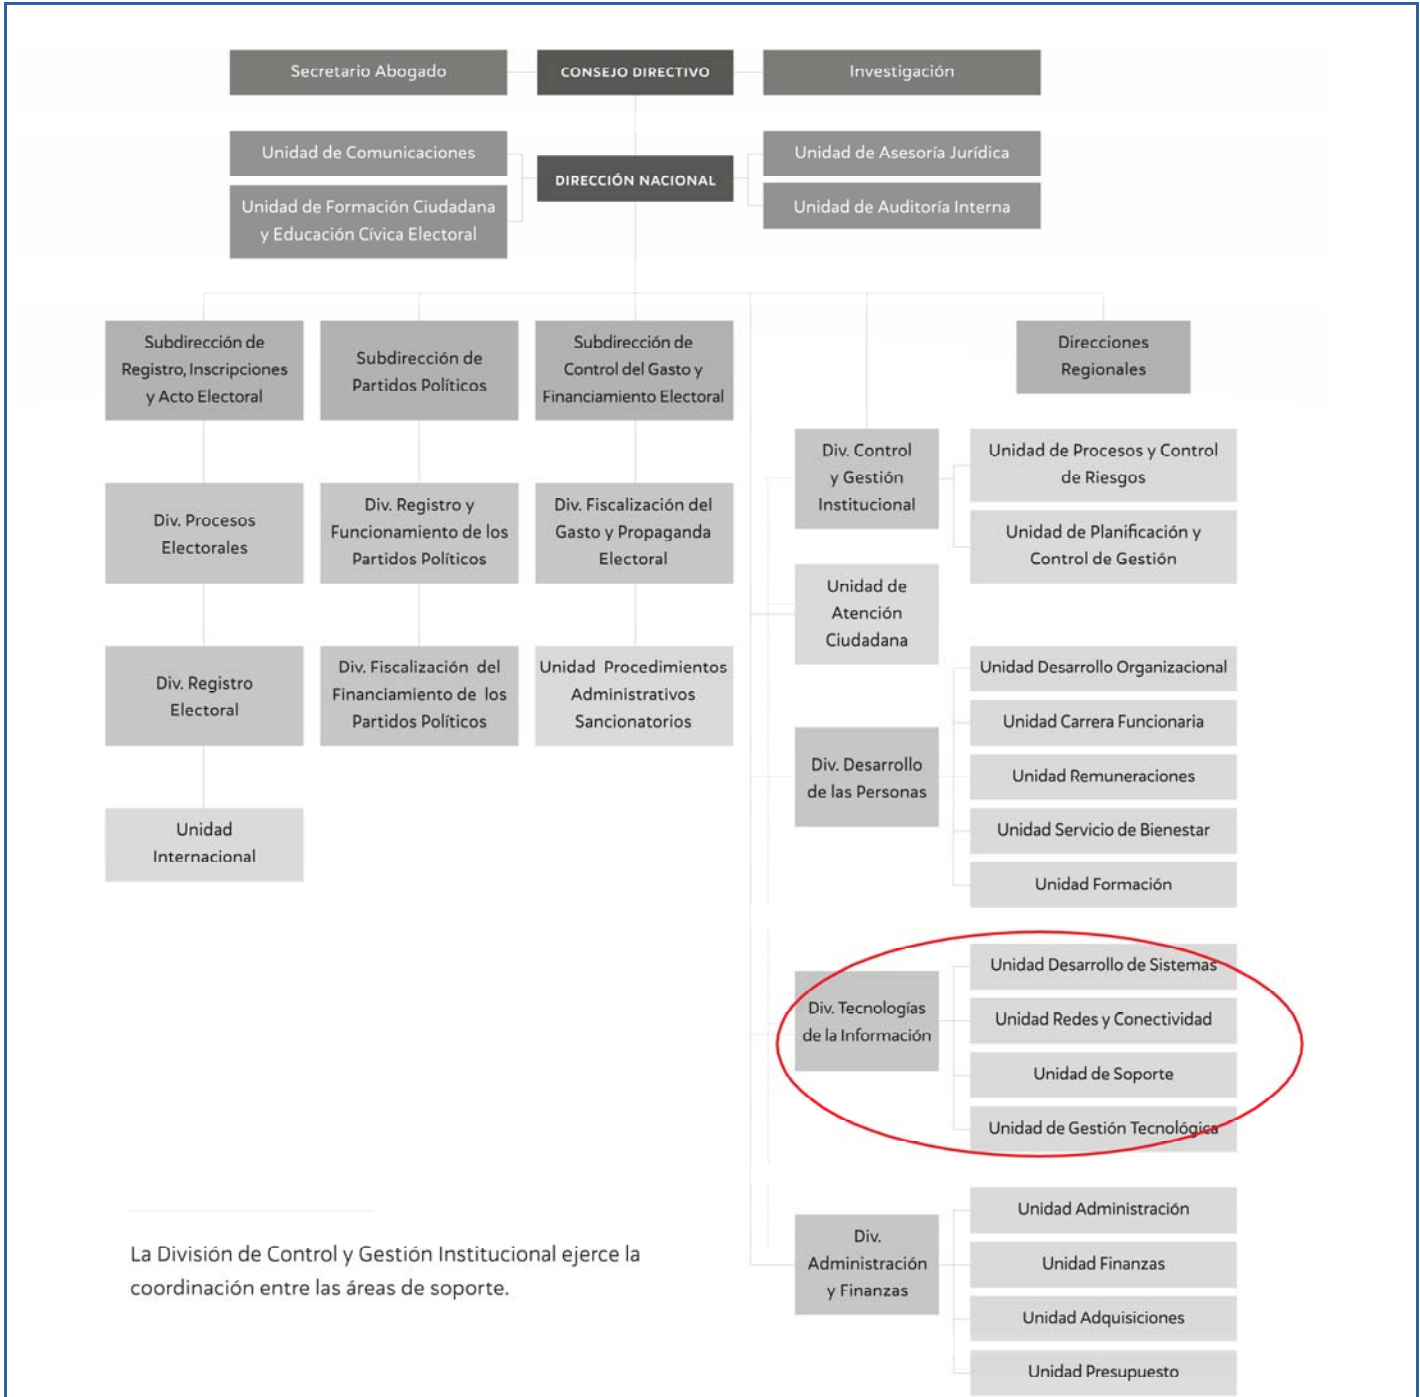 Secretario Abogado
CONSEJO DIRECTIVO
Investigación
Unidad de Comunicaciones
Unidad de Formación Ciudadana
y Educación Cívica Electoral
DIRECCIÓN NACIONAL
Unidad de Asesoría Jurídica
Unidad de Auditoría Interna
Subdirección de
Registro, Inscripciones
y Acto Electoral
Subdirección de
Partidos Políticos
Subdirección de
Control del Gasto y
Financiamiento Electoral
Direcciones
Regionales
Div. Procesos
Electorales
Div. Registro y
Funcionamiento de los
Partidos Políticos
Div. Fiscalización del
Gasto y Propaganda
Electoral
Div. Registro
Electoral
Div. Fiscalización del
Financiamiento de los
Partidos Políticos
Unidad Procedimientos
Administrativos
Sancionatorios
Unidad
Internacional
Div. Control
y Gestión
Institucional
Unidad de Procesos y Control
de Riesgos
Unidad de Planificación y
Control de Gestión
Unidad de
Atención
Ciudadana
Div. Desarrollo
de las Personas
Unidad Desarrollo Organizacional
Unidad Carrera Funcionaria
Unidad Remuneraciones
Unidad Servicio de Bienestar
Unidad Formación
Div. Tecnologías
de la Información
Unidad Desarrollo de Sistemas
Unidad Redes y Conectividad
Unidad de Soporte
Unidad de Gestión Tecnológica
Div.
Administración
y Finanzas
Unidad Administración
Unidad Finanzas
Unidad Adquisiciones
Unidad Presupuesto
La División de Control y Gestión Institucional ejerce la
coordinación entre las áreas de soporte.